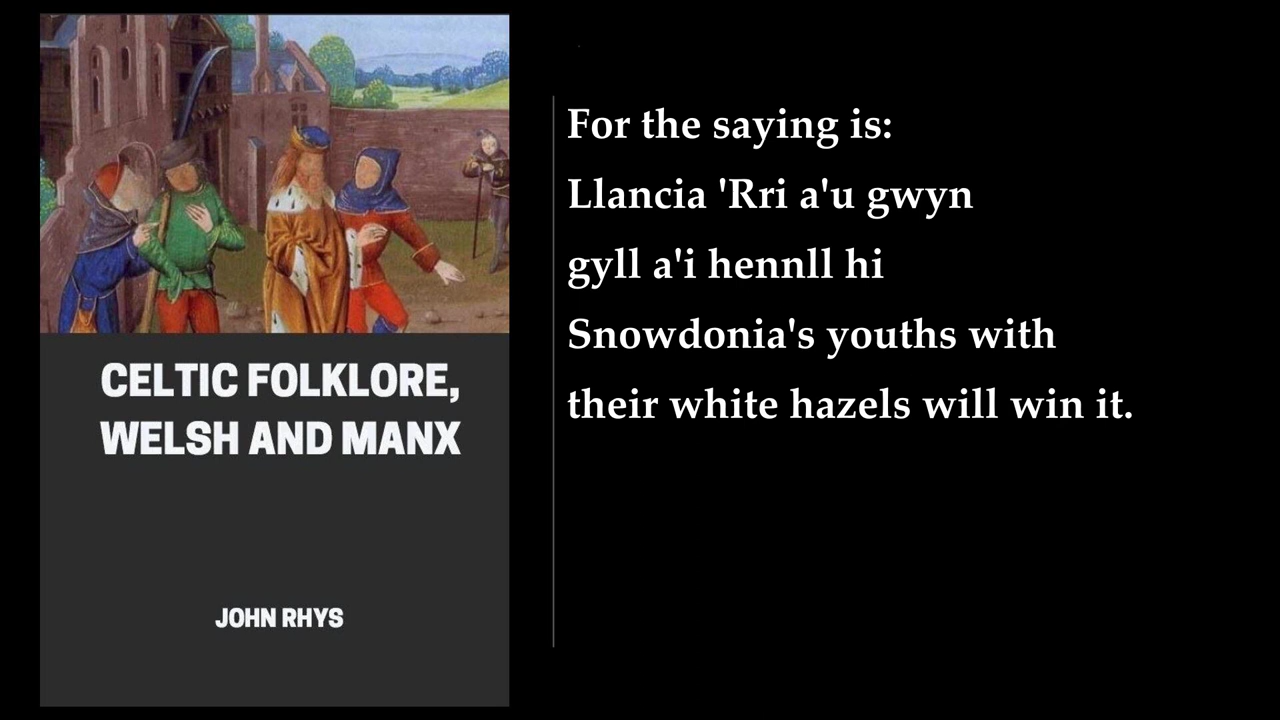 CELTIC FOLKLORE,
WELSH AND MANX
JOHN RHYS
For the saying is:
Llancia 'Rri a'u gwyn
gyll a'i hennll hi
Snowdonia's youths with
their white hazels will win it.